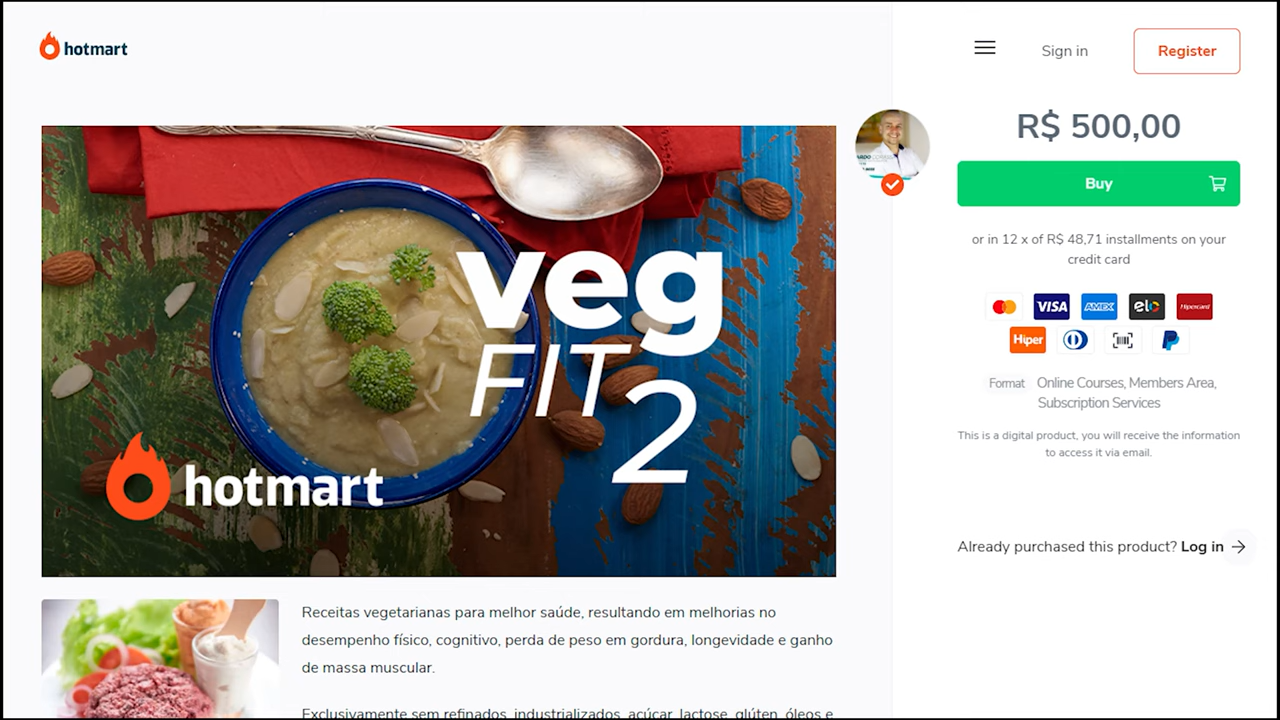 hotmart
Sign in
Register
R$ 500,00
Buy
or in 12 x of R$ 48,71 installments on your
credit card
VISA
AMEX
elo
Hipercard
Hiper
Format Online Courses, Members Area,
Subscription Services
This is a digital product, you will receive the information
to access it via email.
Already purchased this product? Log in
veg
FIT
2
hotmart
Receitas vegetarianas para melhor saúde, resultando em melhorias no
desempenho físico, cognitivo, perda de peso em gordura, longevidade e ganho
de massa muscular.
Exclusivamente sem refinados, industrializados, açúcar, lactose, glúten, óleos e